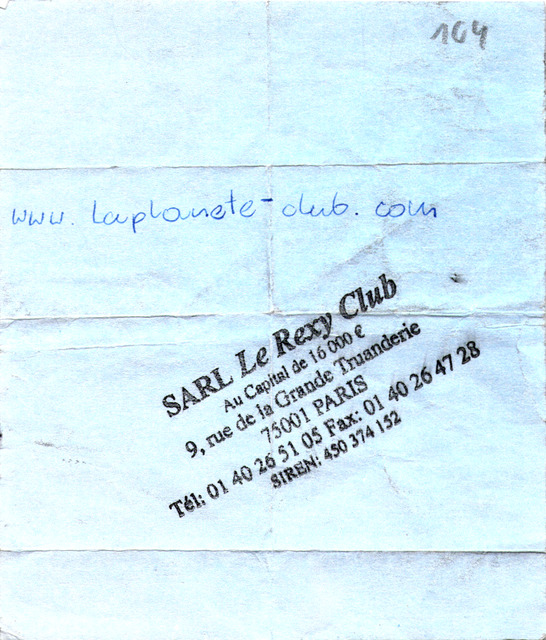 104
www. laplanete-club. com
SARL Le Rexy Club
Au Capital de 16 000 €
9, rue de la Grande Truanderie
75001 PARIS
Tél: 01 40 26 51 05 Fax: 01 40 26 47 28
SIREN: 450 374 152